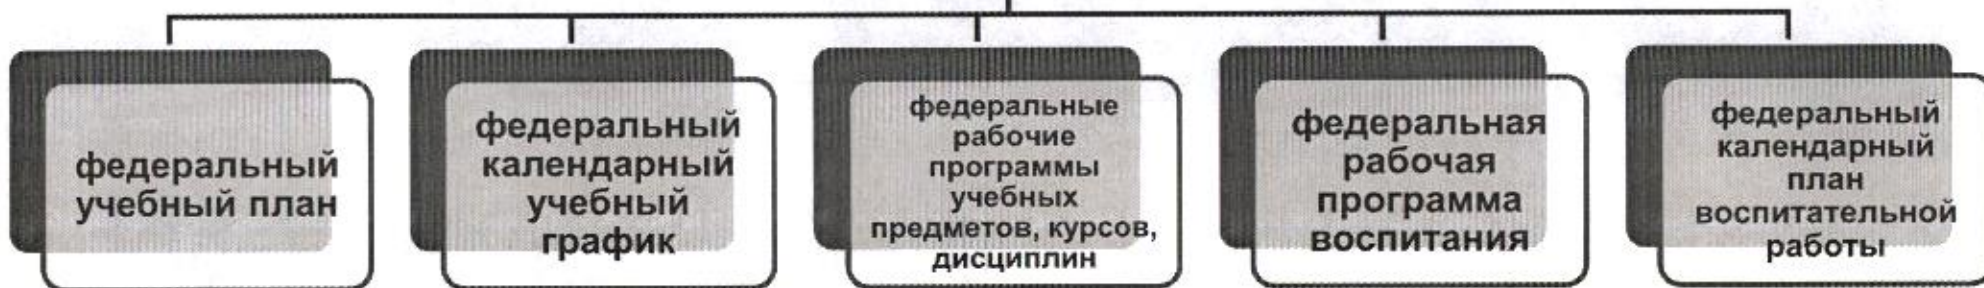 федеральный
учебный план
федеральный
календарный
учебный
график
федеральные
рабочие
программы
учебных
предметов, курсов,
дисциплин
федеральная
рабочая
программа
воспитания
федеральный
календарный
план
воспитательной
работы